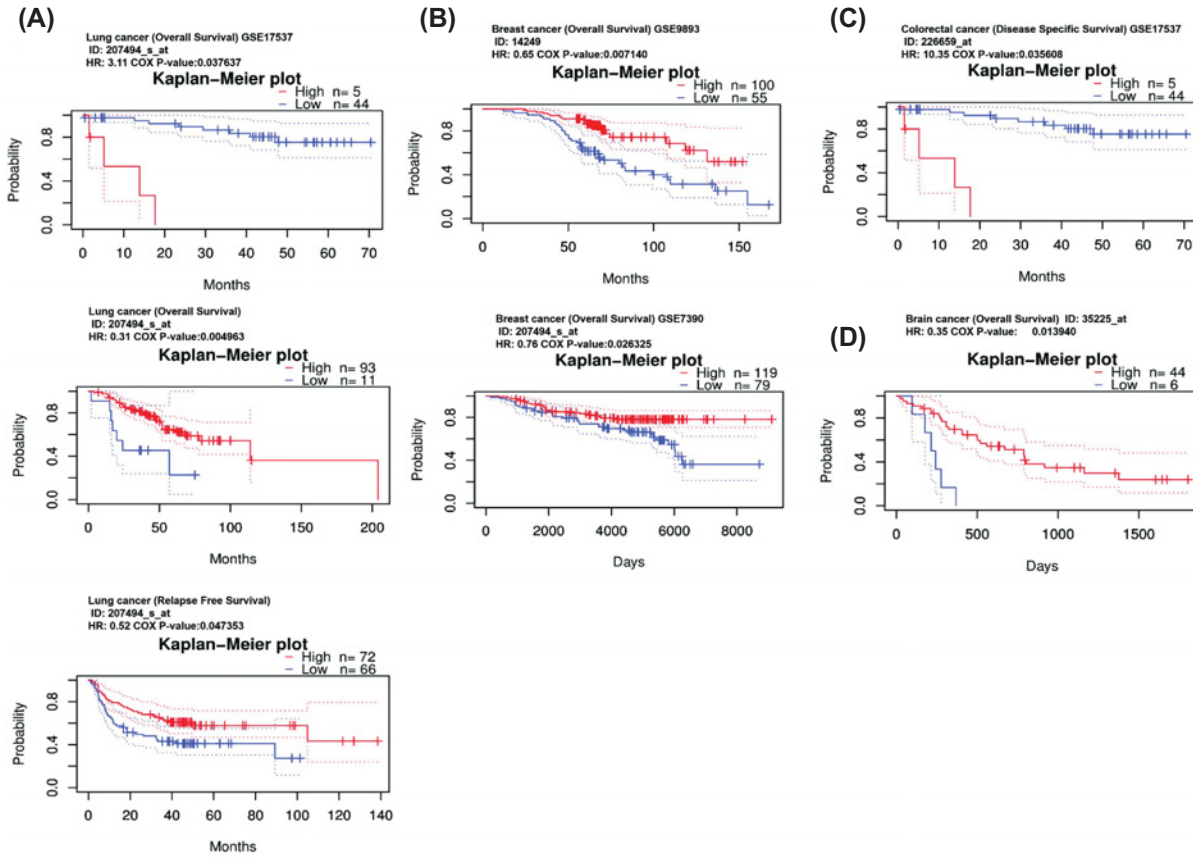 (A)
Lung cancer (Overall Survival) GSE17537
ID: 207494_s_at
HR: 3.11 COX P-value:0.037637
Kaplan-Meier plot
High n= 5
Low n= 44
Probability
0.0 0.4 0.8
0 10 20 30 40 50 60 70
Months
Lung cancer (Overall Survival)
ID: 207494_s_at
HR: 0.31 COX P-value:0.004963
Kaplan-Meier plot
High n= 93
Low n= 11
Probability
0.0 0.4 0.8
0 50 100 150 200
Months
Lung cancer (Relapse Free Survival)
ID: 207494_s_at
HR: 0.52 COX P-value:0.047353
Kaplan-Meier plot
High n= 72
Low n= 66
Probability
0.0 0.4 0.8
0 20 40 60 80 100 120 140
Months
(B)
Breast cancer (Overall Survival) GSE9893
ID: 14249
HR: 0.65 COX P-value:0.007140
Kaplan-Meier plot
High n= 100
Low n= 55
Probability
0.0 0.4 0.8
0 50 100 150
Months
Breast cancer (Overall Survival) GSE7390
ID: 207494_s_at
HR: 0.76 COX P-value:0.026325
Kaplan-Meier plot
High n= 119
Low n= 79
Probability
0.0 0.4 0.8
0 2000 4000 6000 8000
Days
(C)
Colorectal cancer (Disease Specific Survival) GSE17537
ID: 226659_at
HR: 10.35 COX P-value:0.035608
Kaplan-Meier plot
High n= 5
Low n= 44
Probability
0.0 0.4 0.8
0 10 20 30 40 50 60 70
Months
(D)
Brain cancer (Overall Survival) ID: 35225_at
HR: 0.35 COX P-value: 0.013940
Kaplan-Meier plot
High n= 44
Low n= 6
Probability
0.0 0.4 0.8
0 500 1000 1500
Days